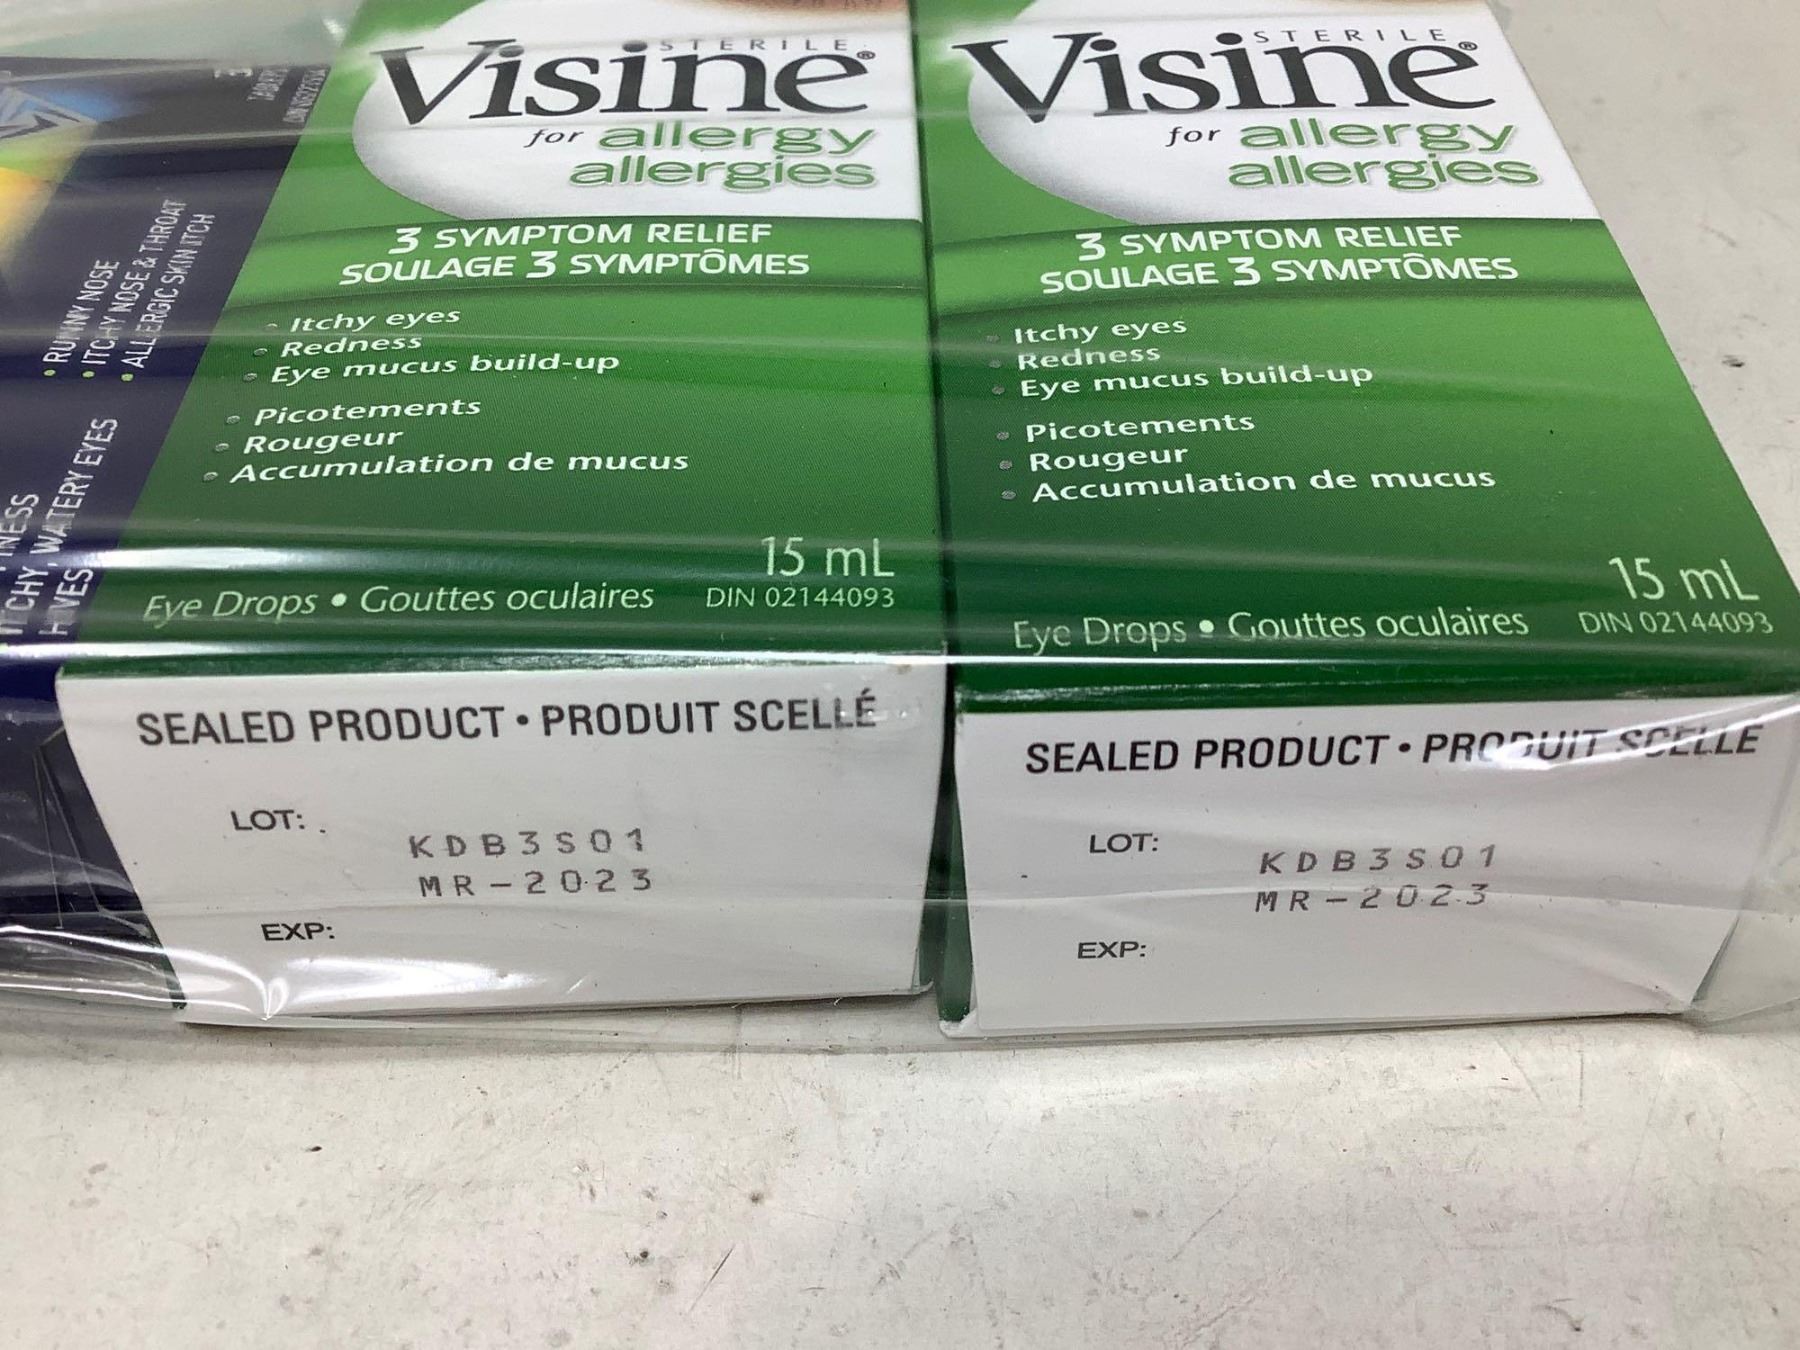 • RUNNY NOSE
• ITCHY NOSE & THROAT
• ALLERGIC SKIN ITCH
WATERY EYES
STERILE
Visine®
for allergy
allergies
3 SYMPTOM RELIEF
SOULAGE 3 SYMPTÔMES
• Itchy eyes
• Redness
• Eye mucus build-up
• Picotements
• Rougeur
• Accumulation de mucus
15 mL
Eye Drops • Gouttes oculaires DIN 02144093
SEALED PRODUCT • PRODUIT SCELLÉ
LOT:
KDB3S01
MR-2023
EXP:
STERILE
Visine®
for allergy
allergies
3 SYMPTOM RELIEF
SOULAGE 3 SYMPTÔMES
• Itchy eyes
• Redness
• Eye mucus build-up
• Picotements
• Rougeur
• Accumulation de mucus
15 mL
Eye Drops • Gouttes oculaires DIN 02144093
SEALED PRODUCT • PRODUIT SCELLÉ
LOT:
KDB3S01
MR-2023
EXP: